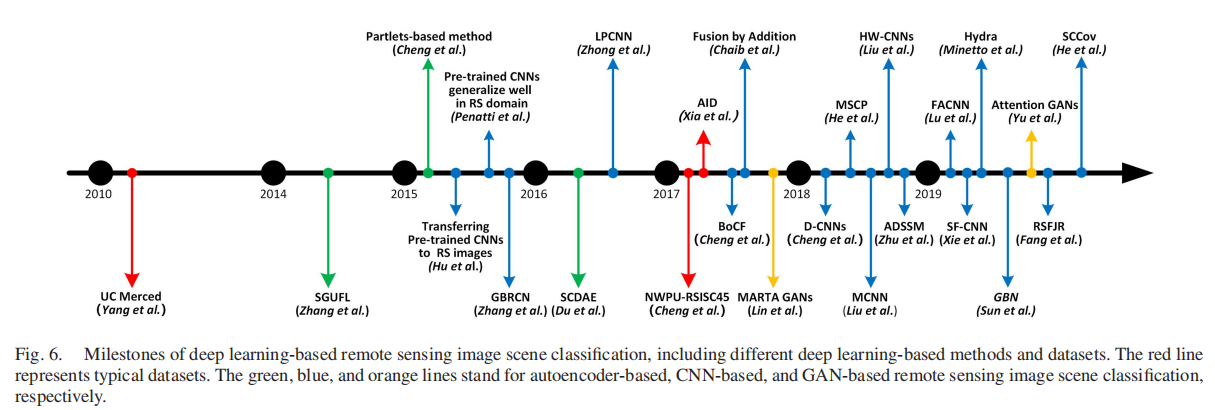 Partlets-based method
(Cheng et al.)
LPCNN
(Zhong et al.)
Fusion by Addition
(Chaib et al.)
HW-CNNs
(Liu et al.)
Hydra
(Minetto et al.)
SCCov
(He et al.)
Pre-trained CNNs
generalize well
in RS domain
(Penatti et al.)
AID
(Xia et al.)
MSCP
(He et al.)
FACNN
(Lu et al.)
Attention GANs
(Yu et al.)
2010
2014
2015
2016
2017
2018
2019
Transferring
Pre-trained CNNs
to RS images
(Hu et al.)
BoCF
(Cheng et al.)
D-CNNs
(Cheng et al.)
ADSSM
(Zhu et al.)
SF-CNN
(Xie et al.)
RSFJR
(Fang et al.)
UC Merced
(Yang et al.)
SGUFL
(Zhang et al.)
GBRCN
(Zhang et al.)
SCDAE
(Du et al.)
NWPU-RSISC45
(Cheng et al.)
MARTA GANs
(Lin et al.)
MCNN
(Liu et al.)
GBN
(Sun et al.)
Fig. 6. Milestones of deep learning-based remote sensing image scene classification, including different deep learning-based methods and datasets. The red line
represents typical datasets. The green, blue, and orange lines stand for autoencoder-based, CNN-based, and GAN-based remote sensing image scene classification,
respectively.